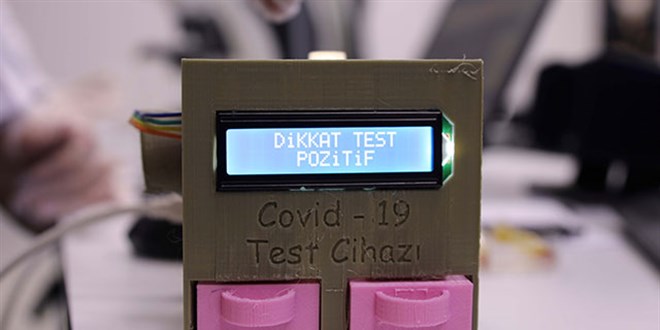 DiKKAT TEST
POZiTiF
Covid - 19
Test Cihazı